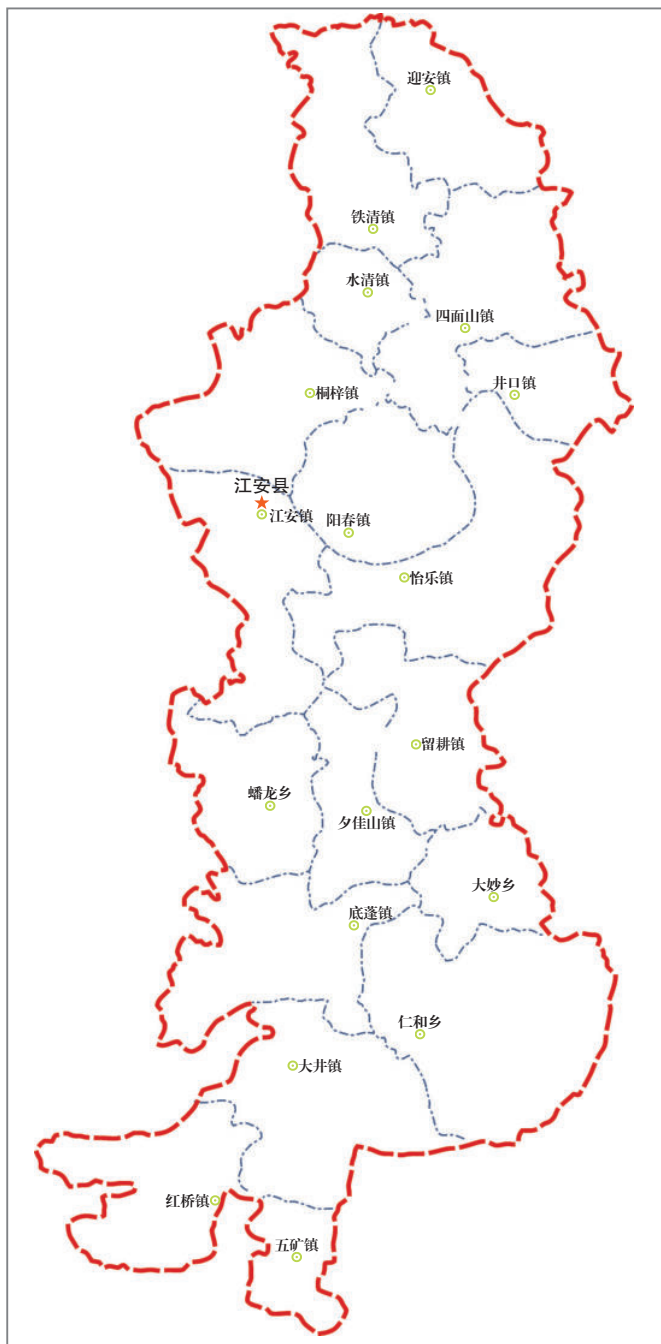 迎安镇
铁清镇
水清镇
四面山镇
井口镇
桐梓镇
江安县
江安镇
阳春镇
怡乐镇
留耕镇
蟠龙乡
夕佳山镇
大妙乡
底蓬镇
仁和乡
大井镇
红桥镇
五矿镇